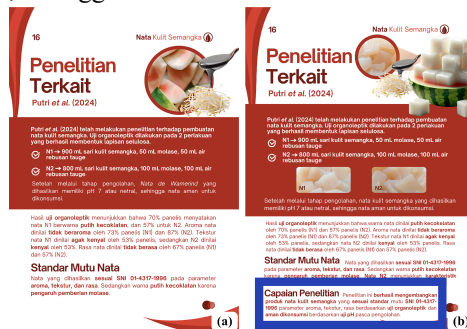 16
Nata Kulit Semangka
Penelitian
Terkait
Putri et al. (2024)
Putri et al. (2024) telah melakukan penelitian terhadap pembuatan
nata kulit semangka. Uji organoleptik dilakukan pada 2 perlakuan
yang berhasil membentuk lapisan selulosa.
N1 → 900 mL sari kulit semangka, 50 mL molase, 50 mL air
rebusan tauge
N2 → 800 mL sari kulit semangka, 100 mL molase, 100 mL air
rebusan tauge
Setelah melalui tahap pengolahan, Nata de Wamerind yang
dihasilkan memiliki pH 7 atau netral, sehingga nata aman untuk
dikonsumsi.
Hasil uji organoleptik menunjukkan bahwa 70% panelis menyatakan
nata N1 berwarna putih kecoklatan, dan 57% untuk N2. Aroma nata
dinilai tidak beraroma oleh 73% panelis (N1) dan 87% (N2). Tekstur
nata N1 dinilai agak kenyal oleh 53% panelis, sedangkan N2 dinilai
kenyal oleh 63%. Rasa nata dinilai tidak berasa oleh 67% panelis (N1)
dan 57% (N2).
Standar Mutu Nata
Nata yang dihasilkan sesuai SNI 01-4317-1996 pada parameter
aroma, tekstur, dan rasa. Sedangkan warna putih kecoklatan karena
pengaruh pemberian molase.
(a)
16
Nata Kulit Semangka
Penelitian
Terkait
Putri et al. (2024)
Putri et al. (2024) telah melakukan penelitian terhadap pembuatan
nata kulit semangka. Uji organoleptik dilakukan pada 2 perlakuan
yang berhasil membentuk lapisan selulosa.
N1 → 900 mL sari kulit semangka, 50 mL molase, 50 mL air
rebusan tauge
N2 → 800 mL sari kulit semangka, 100 mL molase, 100 mL air
rebusan tauge
N1
N2
Setelah melalui tahap pengolahan, nata kulit semangka yang dihasilkan
memiliki pH 7 atau netral, sehingga nata aman untuk dikonsumsi.
Hasil uji organoleptik menunjukkan bahwa warna nata dinilai putih kecoklatan
oleh 70% panelis (N1) dan 57% panelis (N2). Aroma nata dinilai tidak beraroma
oleh 73% panelis (N1) dan 87% panelis (N2). Tekstur nata N1 dinilai agak kenyal
oleh 53% panelis, sedangkan N2 dinilai kenyal oleh 63% panelis. Rasa nata
dinilai tidak berasa oleh 67% panelis (N1) dan 57% panelis (N2).
Standar Mutu Nata Nata yang dihasilkan sesuai SNI 01-4317-1996
pada parameter aroma, tekstur, dan rasa. Sedangkan warna putih kecokelatan
karena pengaruh pemberian molase yang mempengaruhi karakteristik
Capaian Penelitian Penelitian ini berhasil mengembangkan
produk nata kulit semangka yang sesuai standar mutu SNI 01-4317-
1996 pada parameter aroma, tekstur, rasa berdasarkan uji organoleptik dan
aman dikonsumsi berdasarkan uji pH pasca pengolahan.
(b)